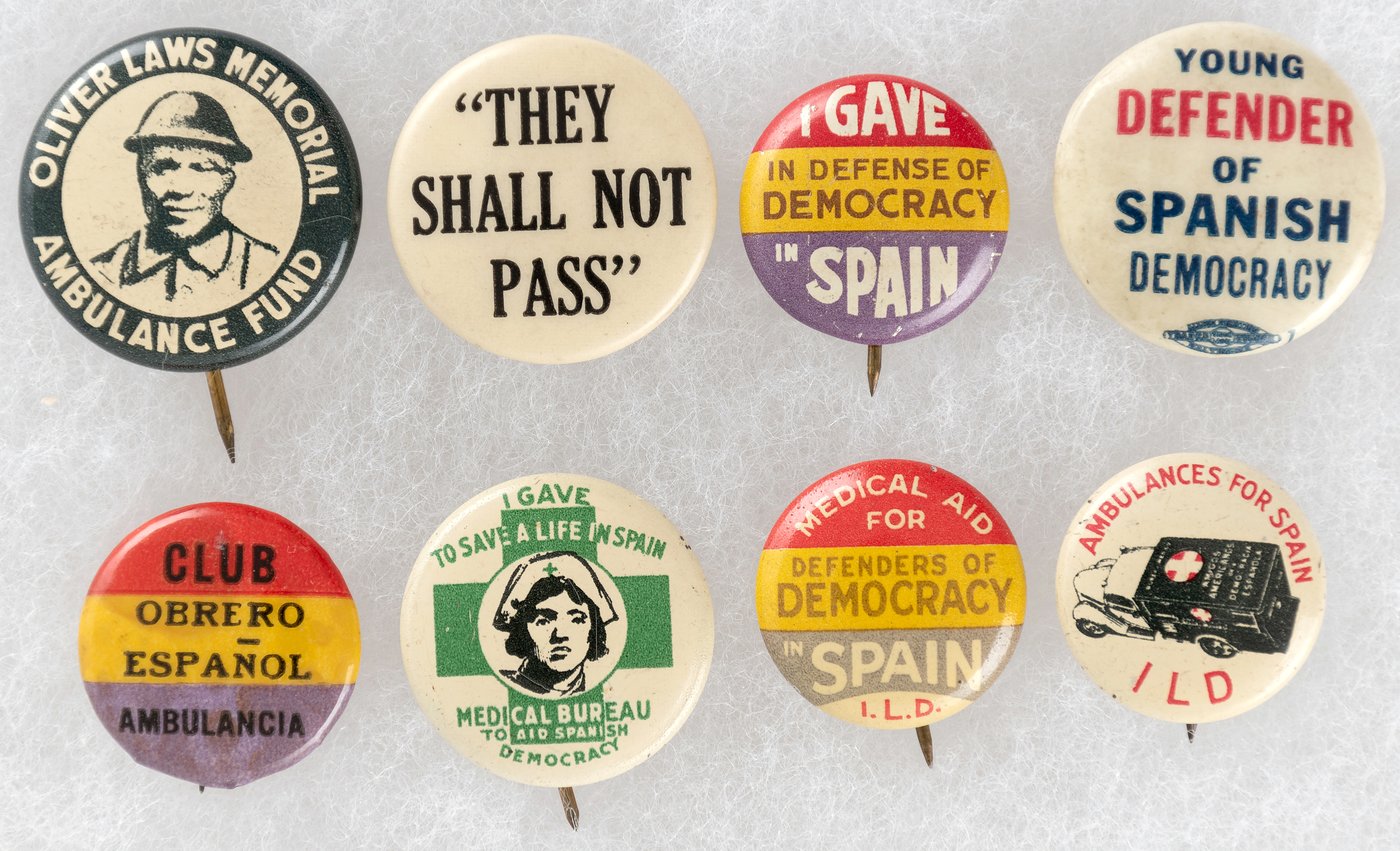 OLIVER LAWS MEMORIAL
AMBULANCE FUND
“THEY
SHALL NOT
PASS”
I GAVE
IN DEFENSE OF
DEMOCRACY
IN SPAIN
YOUNG
DEFENDER
OF
SPANISH
DEMOCRACY
CLUB
OBRERO
–
ESPAÑOL
AMBULANCIA
I GAVE
TO SAVE A LIFE IN SPAIN
MEDICAL BUREAU
TO AID SPANISH
DEMOCRACY
MEDICAL AID
FOR
DEFENDERS OF
DEMOCRACY
IN SPAIN
I.L.D.
AMBULANCES FOR SPAIN
ILD